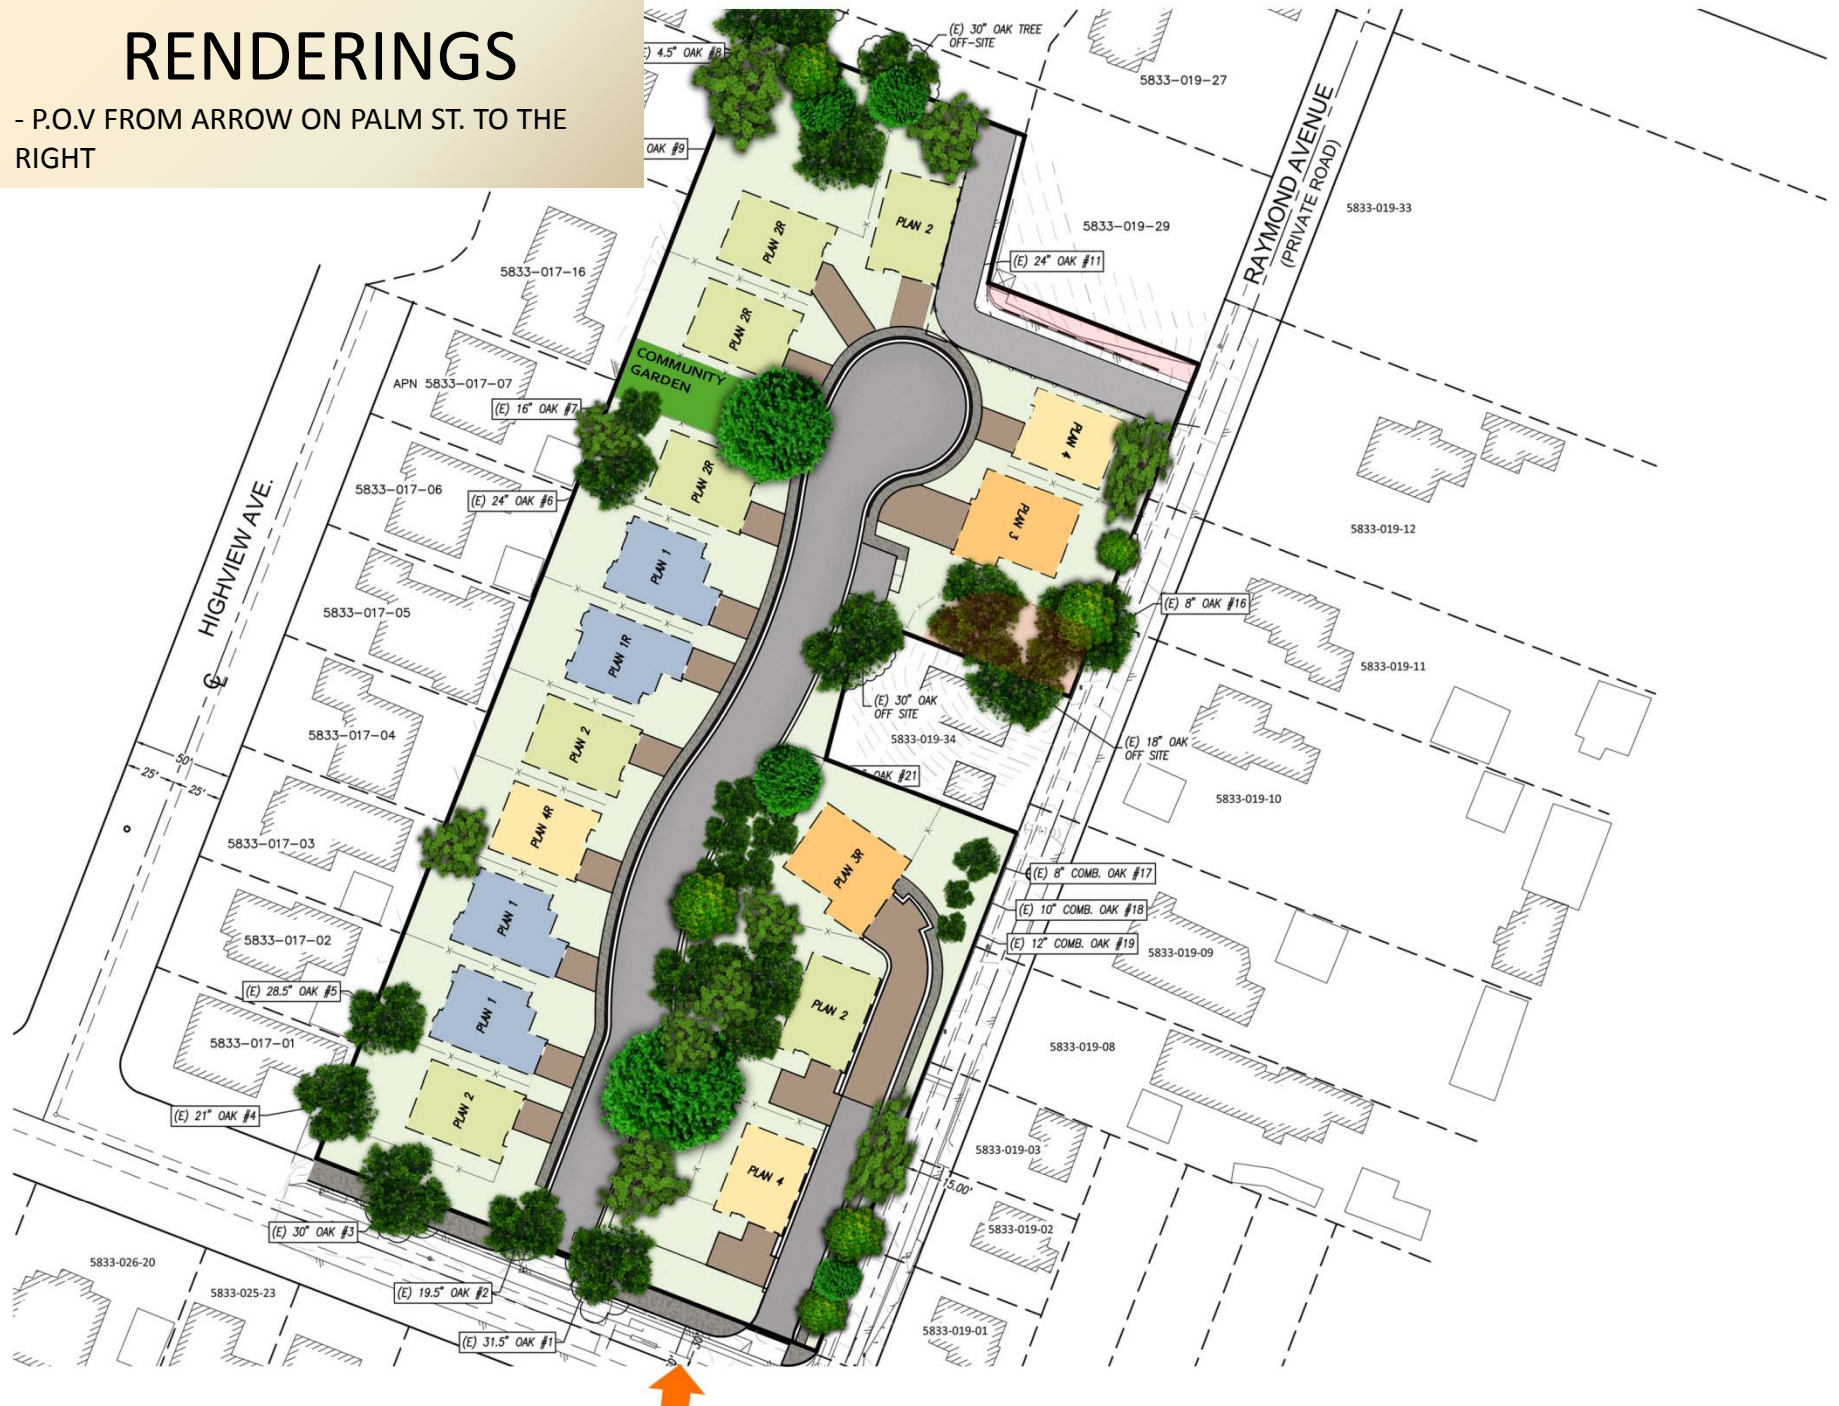 RENDERINGS
- P.O.V FROM ARROW ON PALM ST. TO THE
RIGHT
4.5" OAK #8
(E) 30" OAK TREE
OFF-SITE
5833-019-27
OAK #9
RAYMOND AVENUE
(PRIVATE ROAD)
5833-019-33
PLAN 2R
PLAN 2
5833-019-29
5833-017-16
(E) 24" OAK #11
PLAN 2R
COMMUNITY
GARDEN
APN 5833-017-07
(E) 16" OAK #7
PLAN 4
PLAN 2R
5833-017-06
(E) 24" OAK #6
PLAN 3
5833-019-12
HIGHVIEW AVE.
PLAN 1
5833-017-05
(E) 8" OAK #16
PLAN 1R
5833-019-11
(E) 30" OAK
OFF SITE
5833-017-04
PLAN 2
5833-019-34
(E) 18" OAK
OFF SITE
50'
25'
25'
OAK #21
5833-019-10
PLAN 4R
5833-017-03
PLAN 3R
(E) 8" COMB. OAK #17
PLAN 1
(E) 10" COMB. OAK #18
5833-017-02
(E) 12" COMB. OAK #19
5833-019-09
(E) 28.5" OAK #5
PLAN 1
PLAN 2
5833-017-01
5833-019-08
(E) 21" OAK #4
PLAN 2
5833-019-03
PLAN 4
15.00'
(E) 30" OAK #3
5833-019-02
5833-026-20
5833-025-23
(E) 19.5" OAK #2
(E) 31.5" OAK #1
5833-019-01
30'